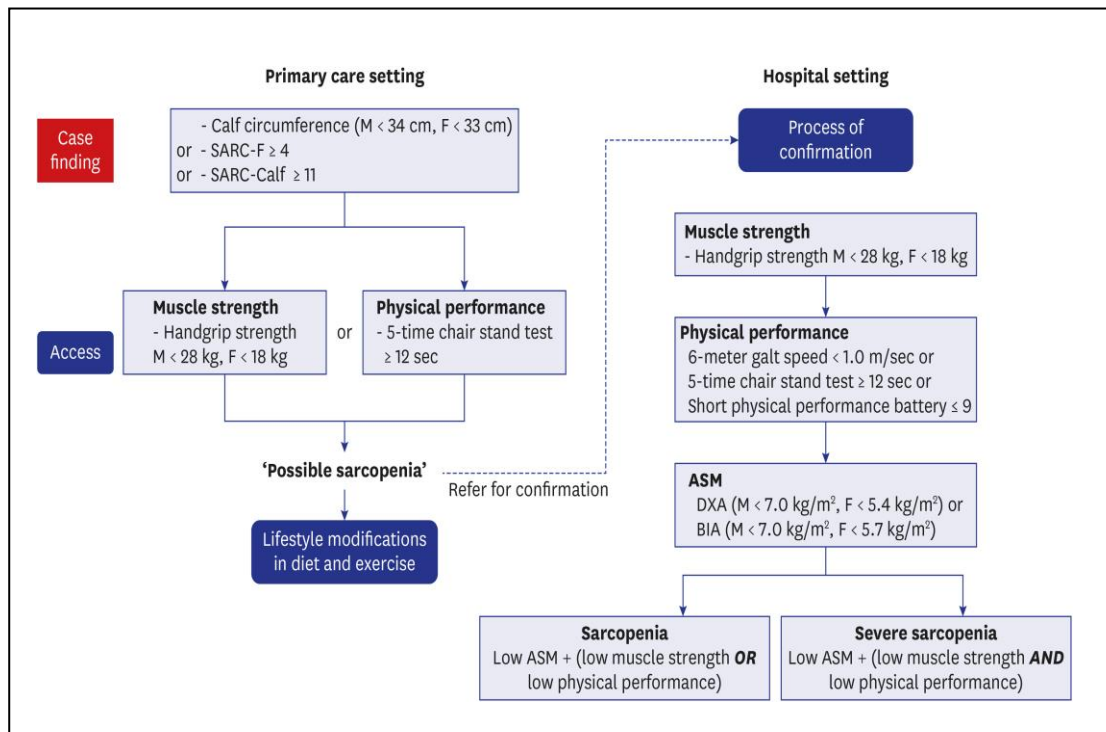 Primary care setting
Case
finding
- Calf circumference (M < 34 cm, F < 33 cm)
or - SARC-F ≥ 4
or - SARC-Calf ≥ 11
Access
Muscle strength
- Handgrip strength
M < 28 kg, F < 18 kg
or
Physical performance
- 5-time chair stand test
≥ 12 sec
'Possible sarcopenia'
Refer for confirmation
Lifestyle modifications
in diet and exercise
Hospital setting
Process of
confirmation
Muscle strength
- Handgrip strength M < 28 kg, F < 18 kg
Physical performance
6-meter galt speed < 1.0 m/sec or
5-time chair stand test ≥ 12 sec or
Short physical performance battery ≤ 9
ASM
DXA (M < 7.0 kg/m², F < 5.4 kg/m²) or
BIA (M < 7.0 kg/m², F < 5.7 kg/m²)
Sarcopenia
Low ASM + (low muscle strength OR
low physical performance)
Severe sarcopenia
Low ASM + (low muscle strength AND
low physical performance)